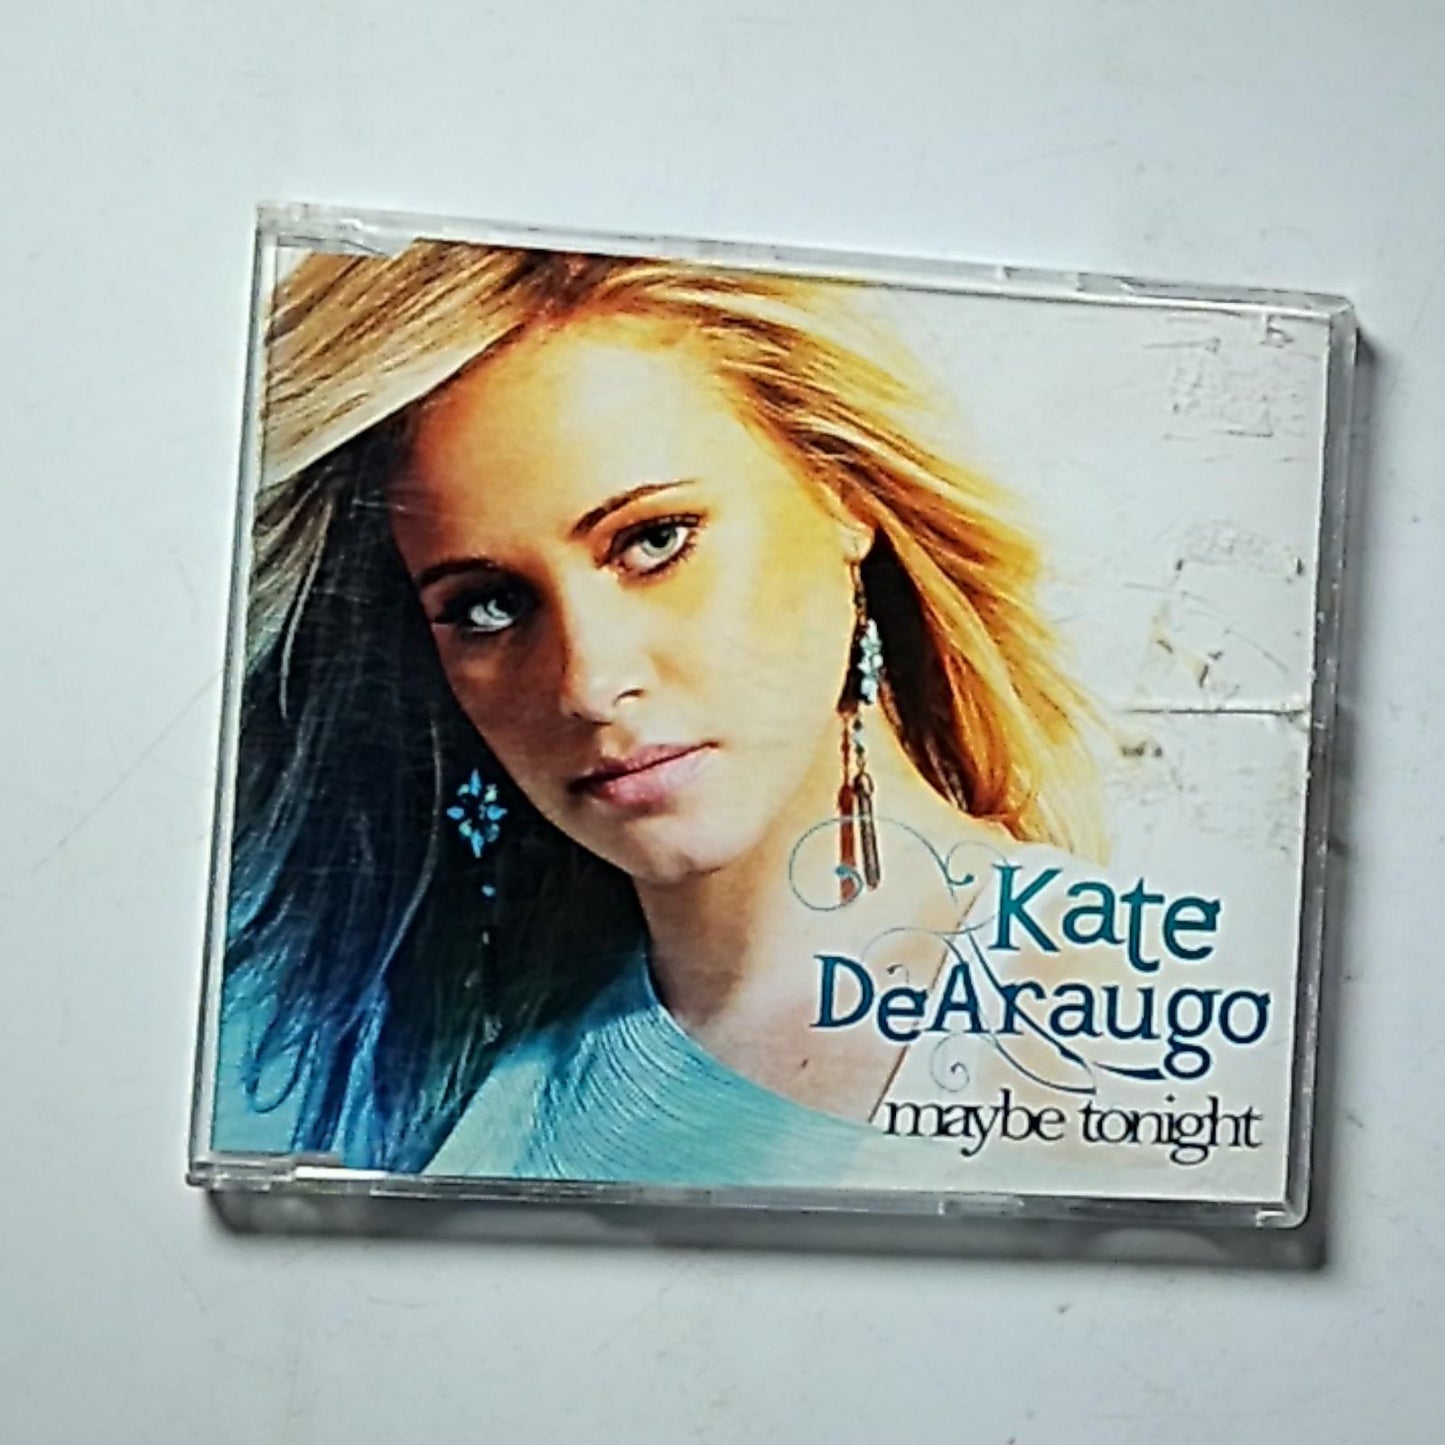 Kate
DeAraugo
maybe tonight